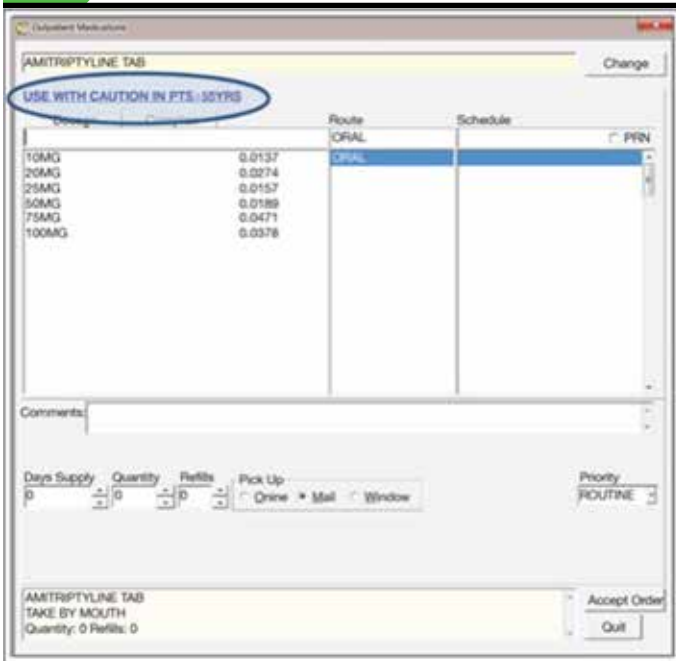 Outpatient Medications
AMITRIPTYLINE TAB
Change
USE WITH CAUTION IN PTS
Route
Schedule
ORAL
PRN
10MG 0.0137
20MG 0.0274
25MG 0.0157
50MG 0.0189
75MG 0.0471
100MG 0.0378
ORAL
Comments:
Days Supply Quantity Refills Pick Up Priority
0 0 0 Onine Mail Window ROUTINE
AMITRIPTYLINE TAB
TAKE BY MOUTH
Quantity: 0 Refills: 0
Accept Order
Quit